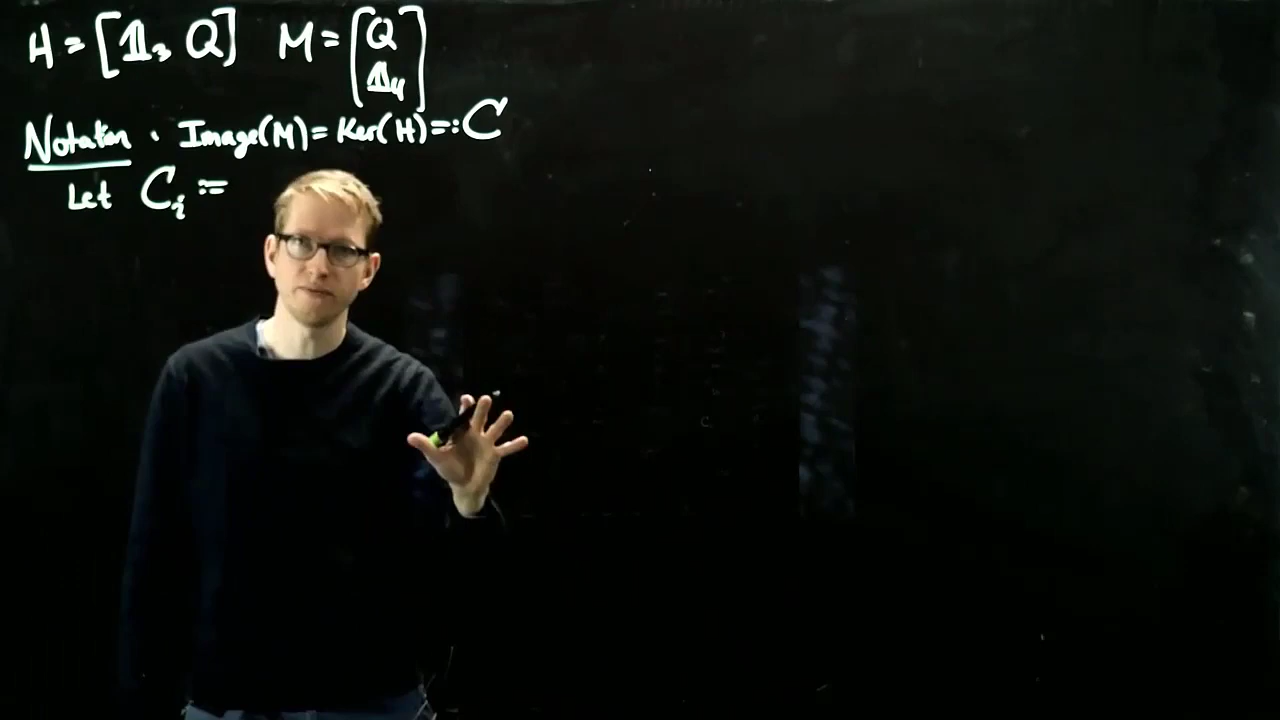 H = [𝟙₃ Q] M = [Q 𝟙₄]
Notation · Image(M) = Ker(H) =: C
Let Cᵢ :=